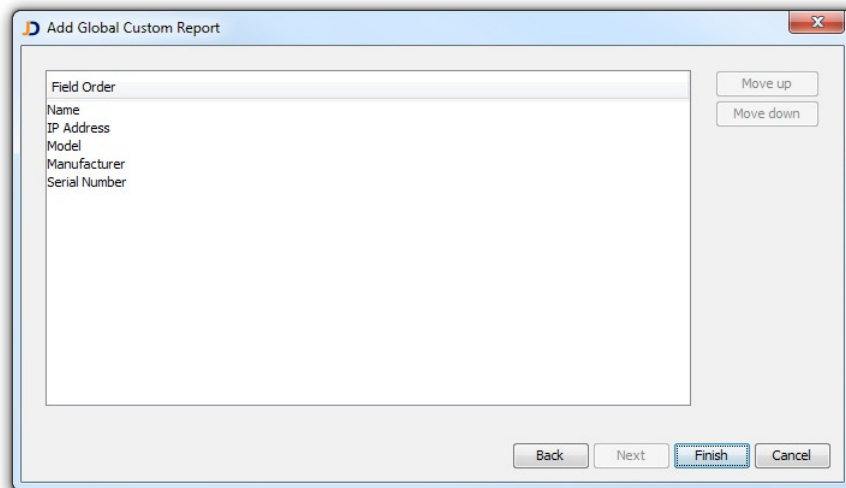 Add Global Custom Report
Field Order
Name
IP Address
Model
Manufacturer
Serial Number
Move up
Move down
Back
Next
Finish
Cancel